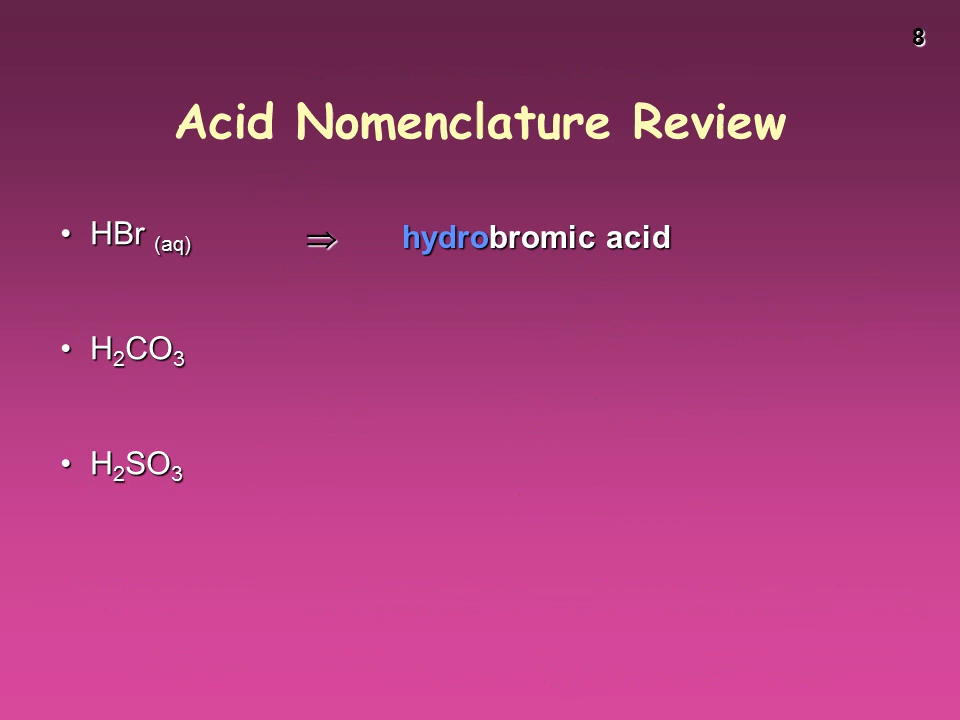 8
Acid Nomenclature Review
• HBr (aq) ⇒ hydrobromic acid
• H₂CO₃
• H₂SO₃